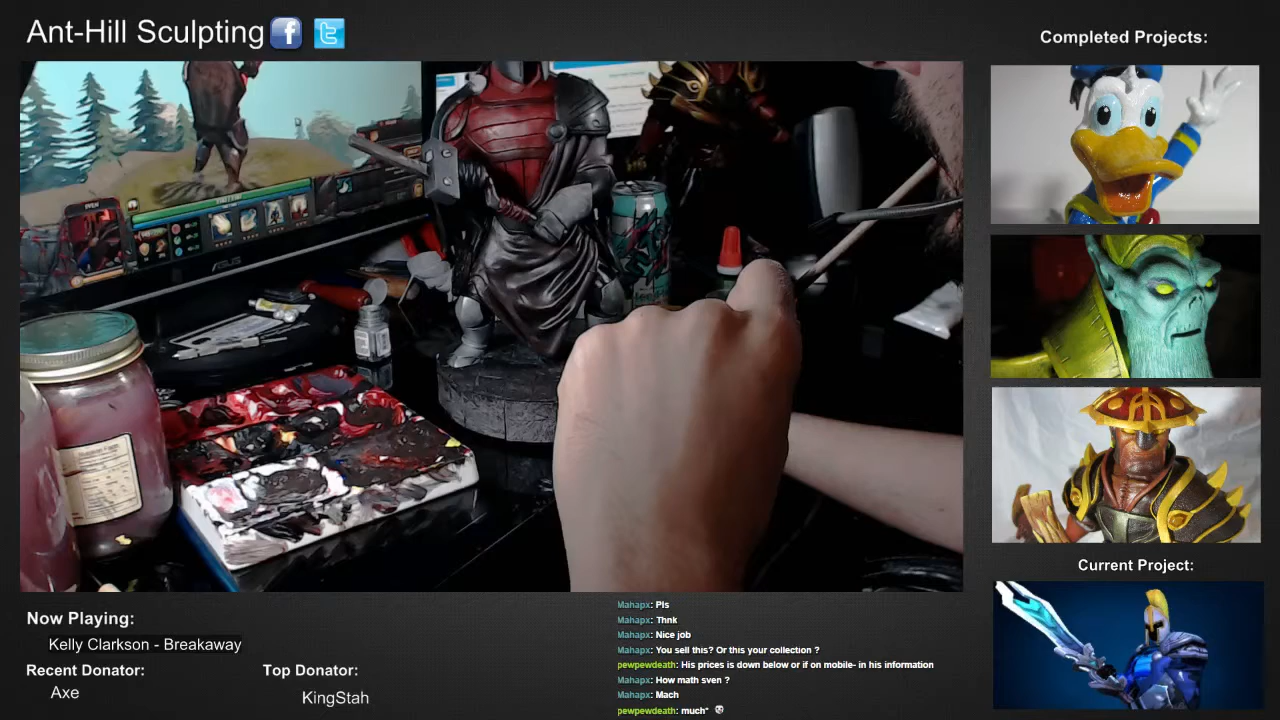 Ant-Hill Sculpting
Completed Projects:
SVEN
ASUS
Current Project:
Now Playing:
Kelly Clarkson - Breakaway
Recent Donator:
Axe
Top Donator:
KingStah
Mahapx: Pls
Mahapx: Thnk
Mahapx: Nice job
Mahapx: You sell this? Or this your collection ?
pewpewdeath: His prices is down below or if on mobile- in his information
Mahapx: How math sven ?
Mahapx: Mach
pewpewdeath: much*